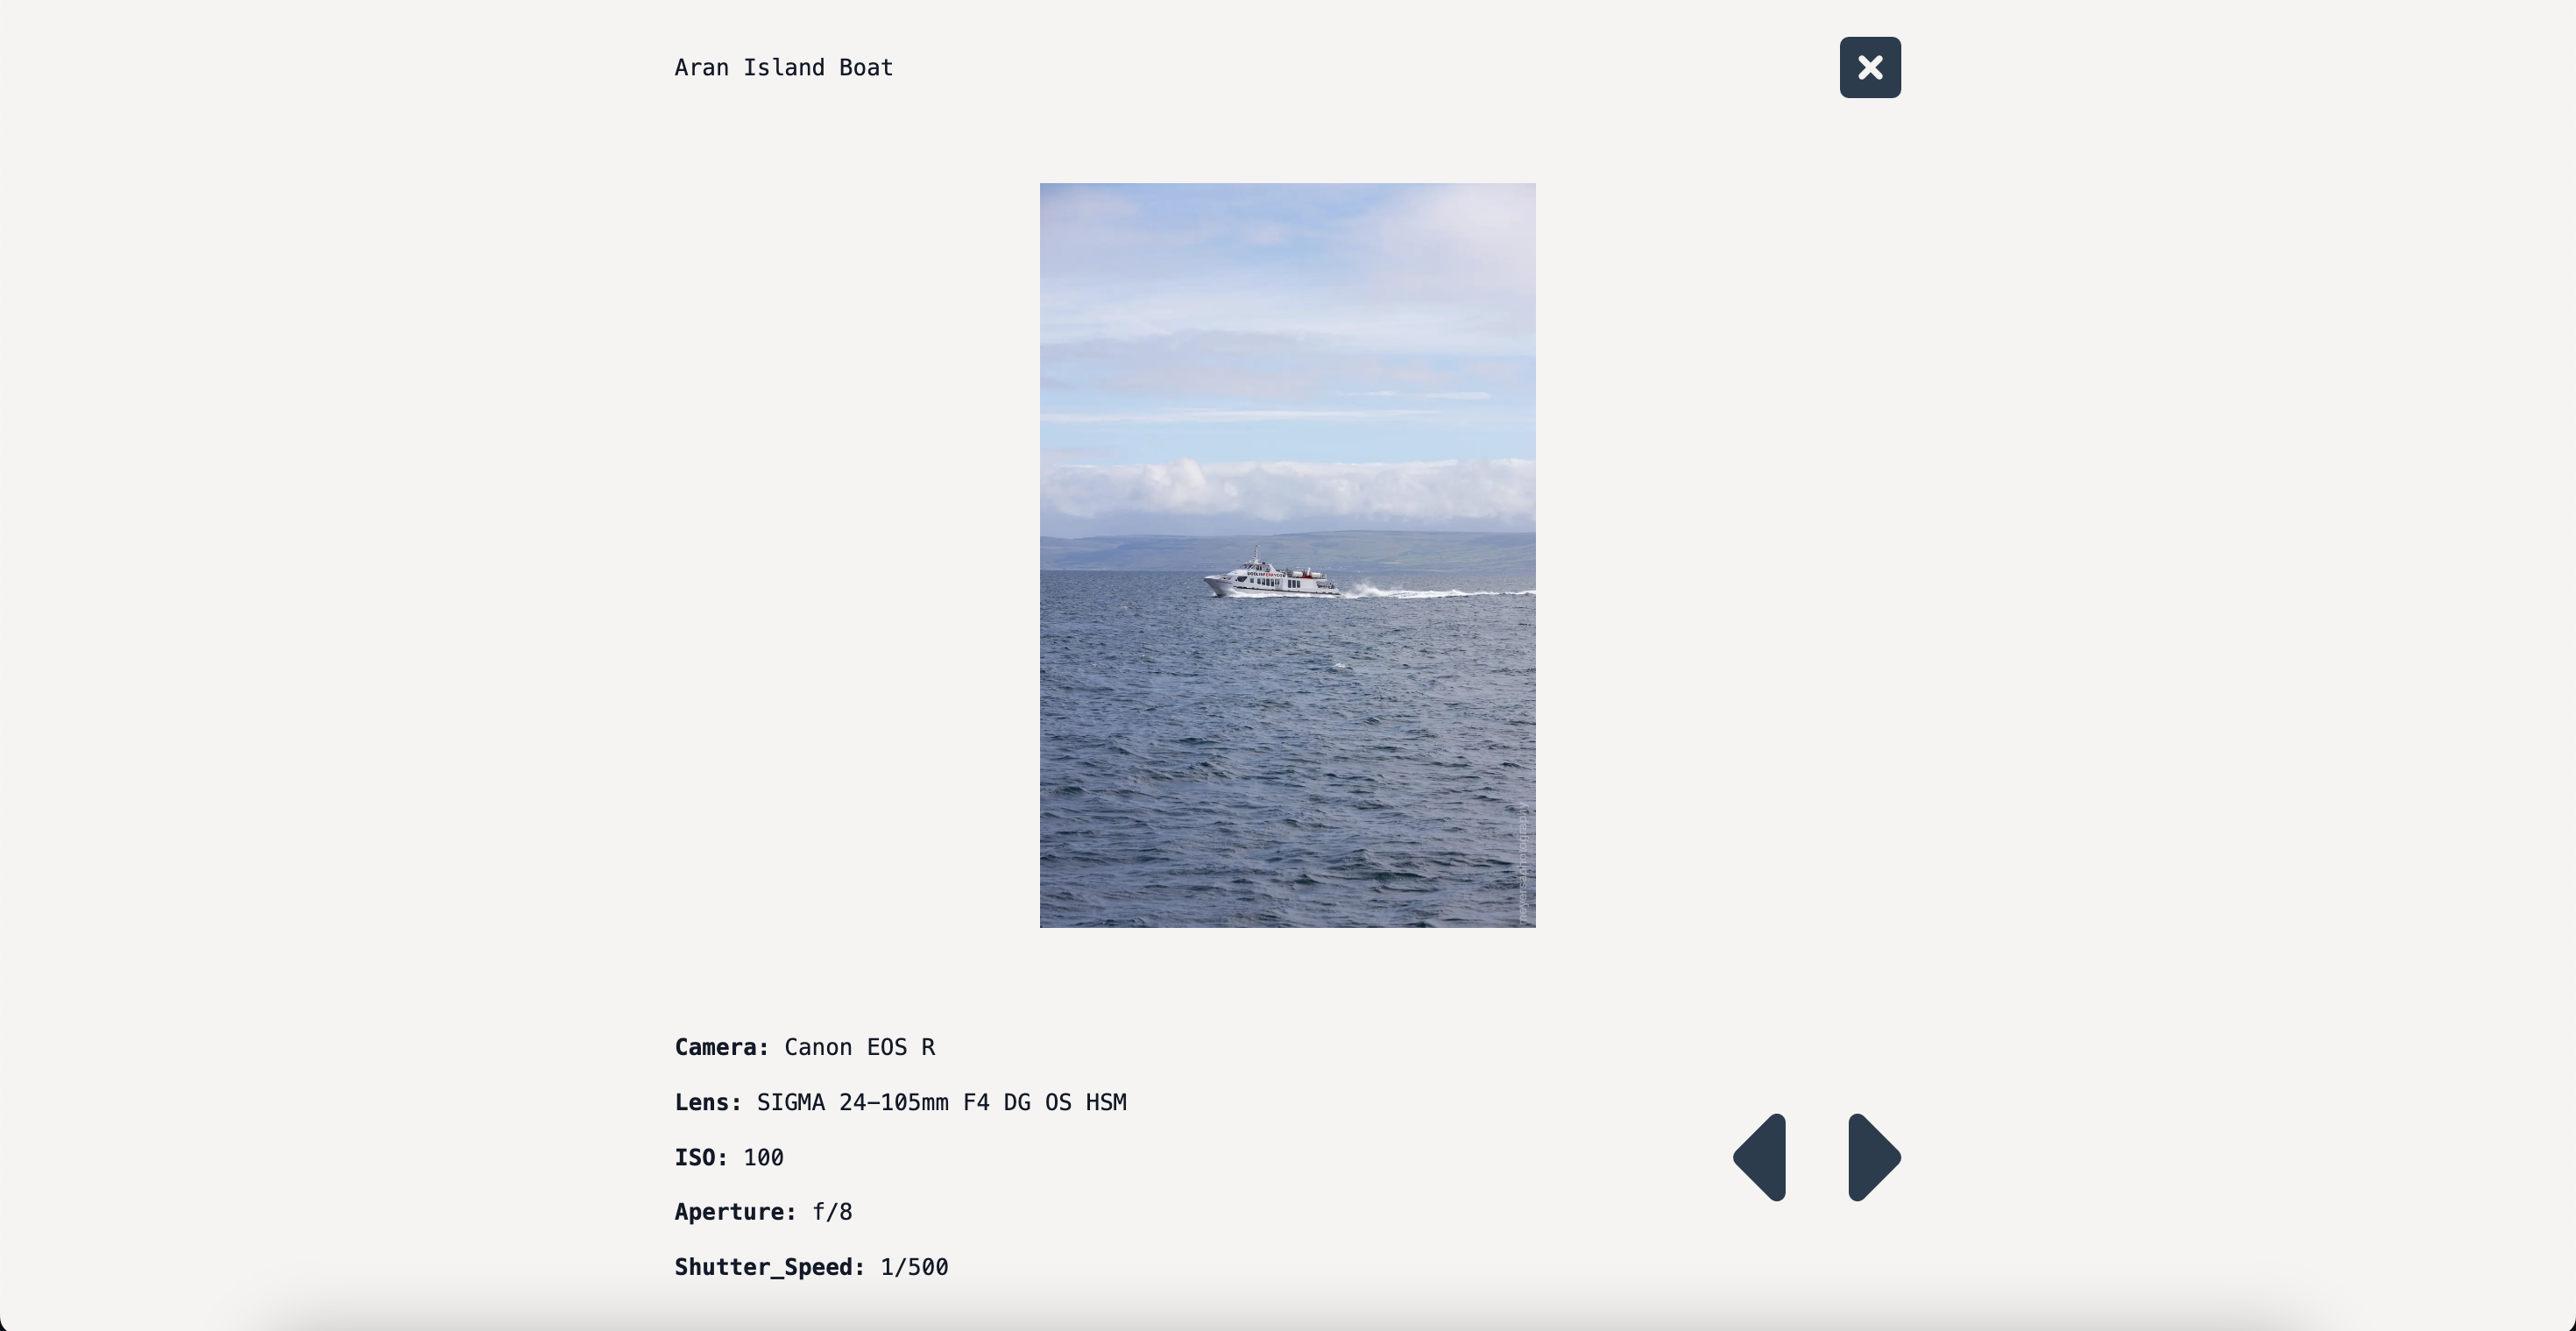 Aran Island Boat
Camera: Canon EOS R
Lens: SIGMA 24–105mm F4 DG OS HSM
ISO: 100
Aperture: f/8
Shutter_Speed: 1/500